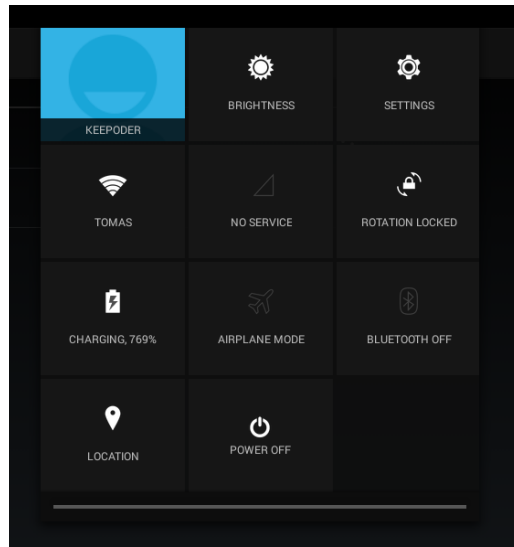 KEEPODER
BRIGHTNESS
SETTINGS
TOMAS
NO SERVICE
ROTATION LOCKED
CHARGING, 769%
AIRPLANE MODE
BLUETOOTH OFF
LOCATION
POWER OFF